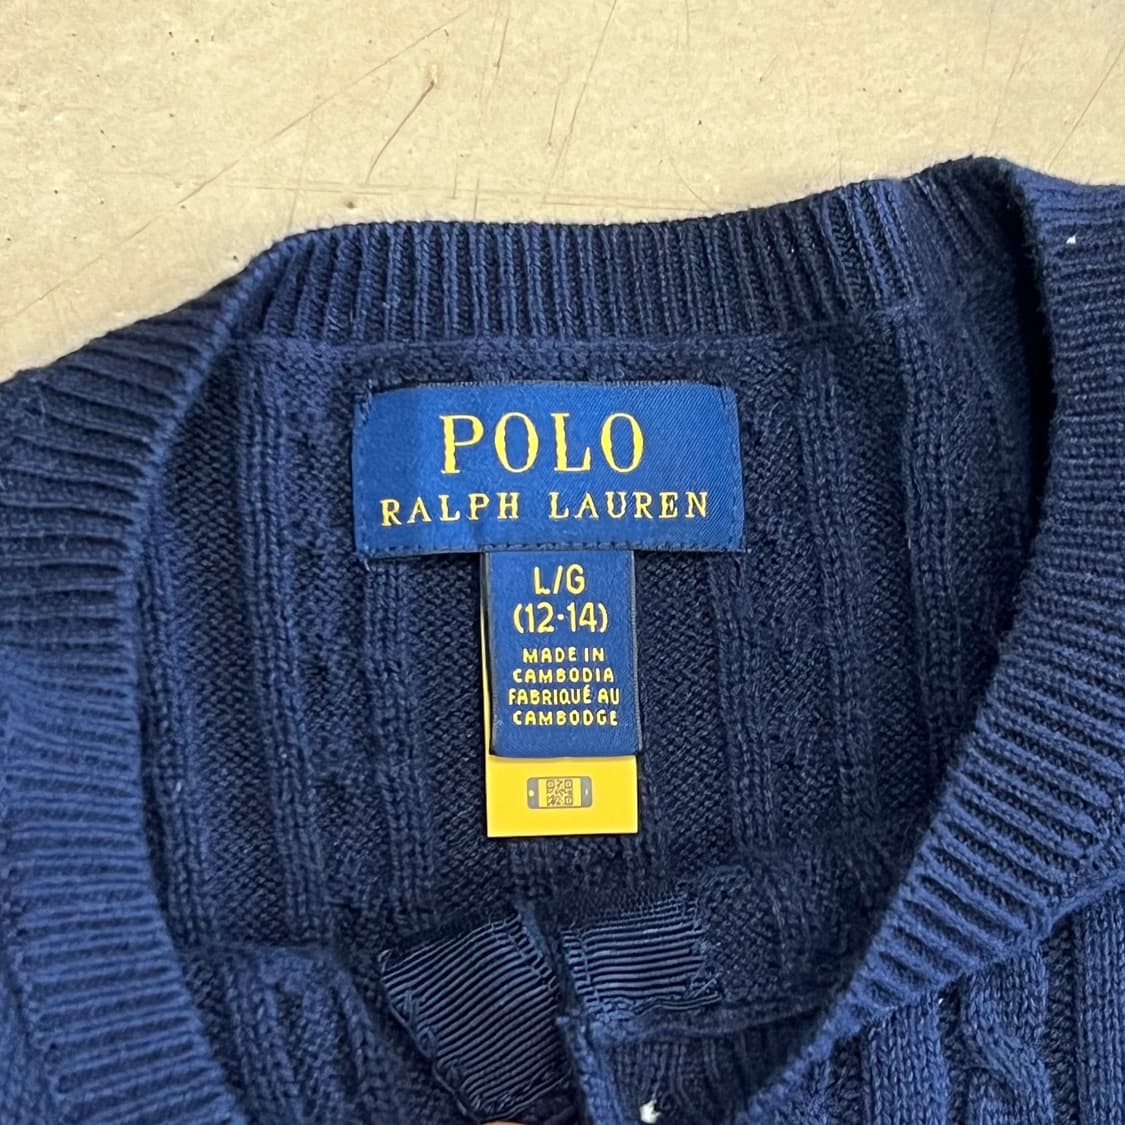 POLO
RALPH LAUREN
L/G
(12-14)
MADE IN
CAMBODIA
FABRIQUÉ AU
CAMBODGE